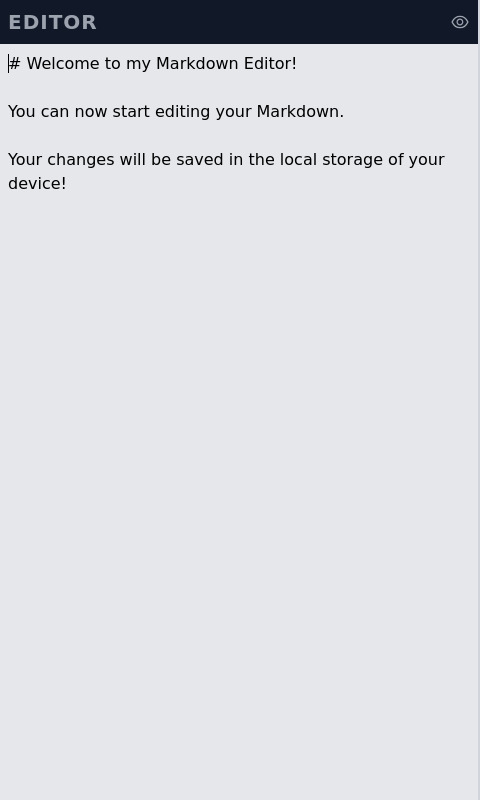 EDITOR
# Welcome to my Markdown Editor!
You can now start editing your Markdown.
Your changes will be saved in the local storage of your
device!